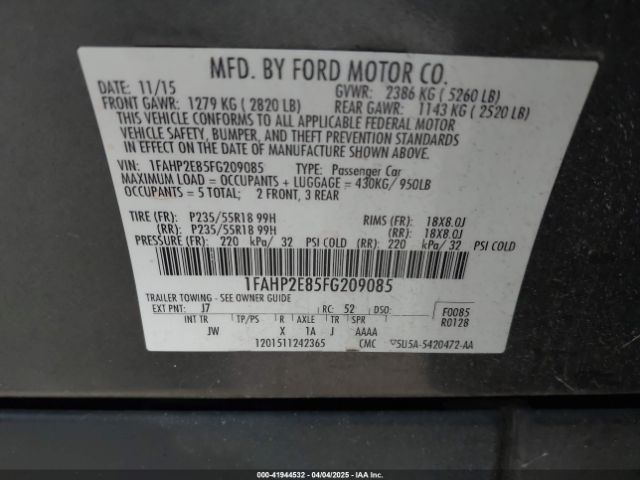 MFD. BY FORD MOTOR CO.
DATE: 11/15 GVWR: 2386 KG ( 5260 LB)
FRONT GAWR: 1279 KG ( 2820 LB) REAR GAWR: 1143 KG ( 2520 LB)
THIS VEHICLE CONFORMS TO ALL APPLICABLE FEDERAL MOTOR
VEHICLE SAFETY, BUMPER, AND THEFT PREVENTION STANDARDS
IN EFFECT ON THE DATE OF MANUFACTURE SHOWN ABOVE.
VIN: 1FAHP2E85FG209085 TYPE: Passenger Car
MAXIMUM LOAD = OCCUPANTS + LUGGAGE = 430KG/ 950LB
OCCUPANTS = 5 TOTAL; 2 FRONT, 3 REAR
TIRE (FR): P235/55R18 99H RIMS (FR): 18X8.0J
(RR): P235/55R18 99H (RR): 18X8.0J
PRESSURE (FR): 220 kPa/ 32 PSI COLD (RR): 220 kPa/ 32 PSI COLD
1FAHP2E85FG209085
TRAILER TOWING - SEE OWNER GUIDE
EXT PNT: J7 RC: 52 DSO: F0085
INT TR TP/PS R AXLE TR SPR R0128
JW X 1A J AAAA
1201511242365 CMC ▽5U5A-5420472-AA
000-41944532 - 04/04/2025 - IAAI.COM